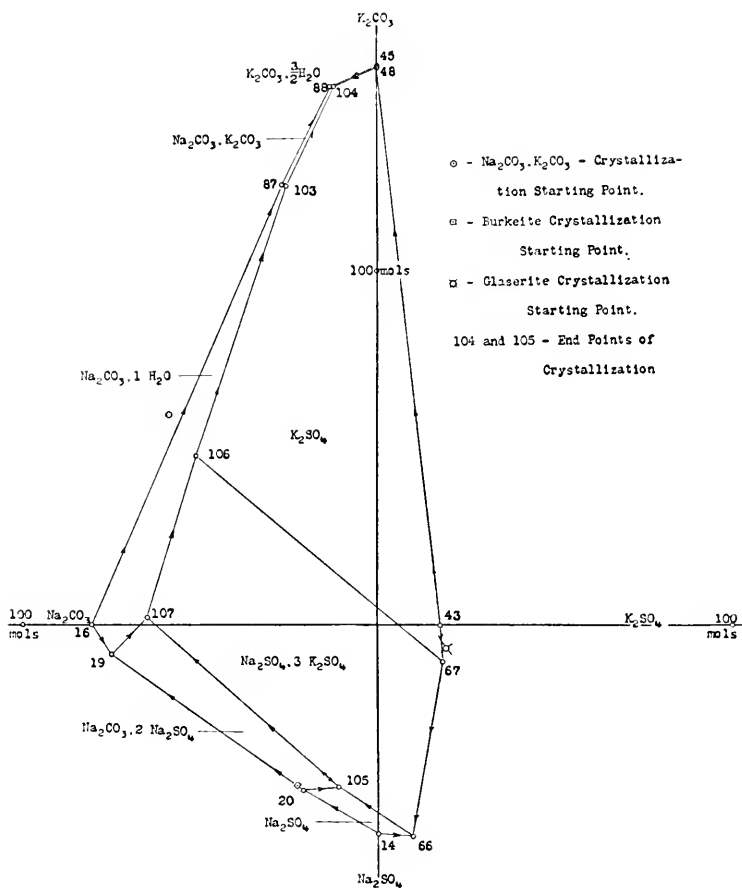 K₂CO₃
45
48
K₂CO₃.3/2H₂O
88
104
Na₂CO₃.K₂CO₃
87
103
⊙ - Na₂CO₃.K₂CO₃ - Crystalliza-
tion Starting Point.
⊡ - Burkeite Crystallization
Starting Point.
¤ - Glaserite Crystallization
Starting Point.
104 and 105 - End Points of
Crystallization
100 mols
Na₂CO₃.1 H₂O
K₂SO₄
106
100
mols
Na₂CO₃
16
107
43
K₂SO₄
100
mols
19
67
Na₂SO₄.3 K₂SO₄
Na₂CO₃.2 Na₂SO₄
20
105
Na₂SO₄
14
66
Na₂SO₄